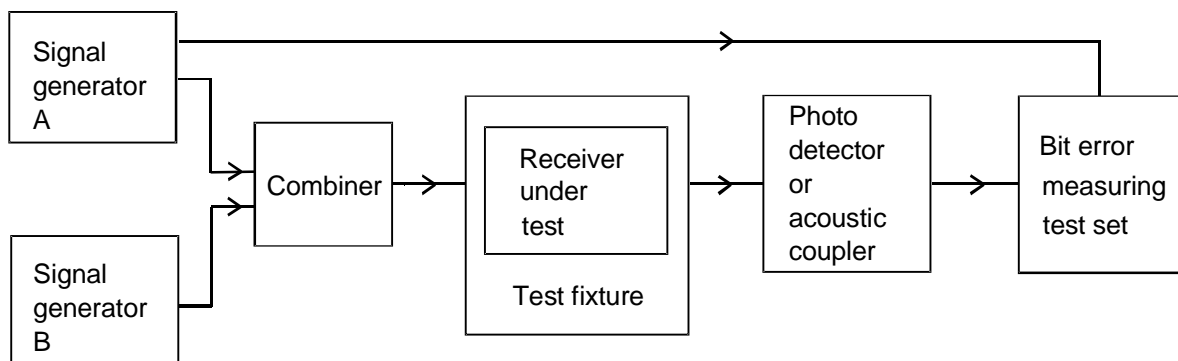 Signal
generator
A
Combiner
Receiver
under
test
Test fixture
Photo
detector
or
acoustic
coupler
Bit error
measuring
test set
Signal
generator
B